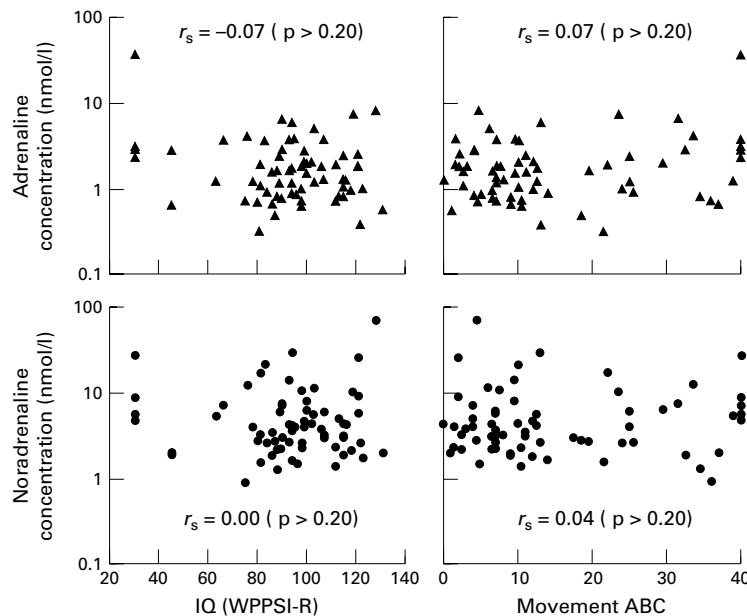 100
10
1
0.1
Adrenaline
concentration (nmol/l)
rs = –0.07 ( p > 0.20)
rs = 0.07 ( p > 0.20)
100
10
1
0.1
Noradrenaline
concentration (nmol/l)
rs = 0.00 ( p > 0.20)
rs = 0.04 ( p > 0.20)
20 40 60 80 100 120 140
0 10 20 30 40
IQ (WPPSI-R)
Movement ABC